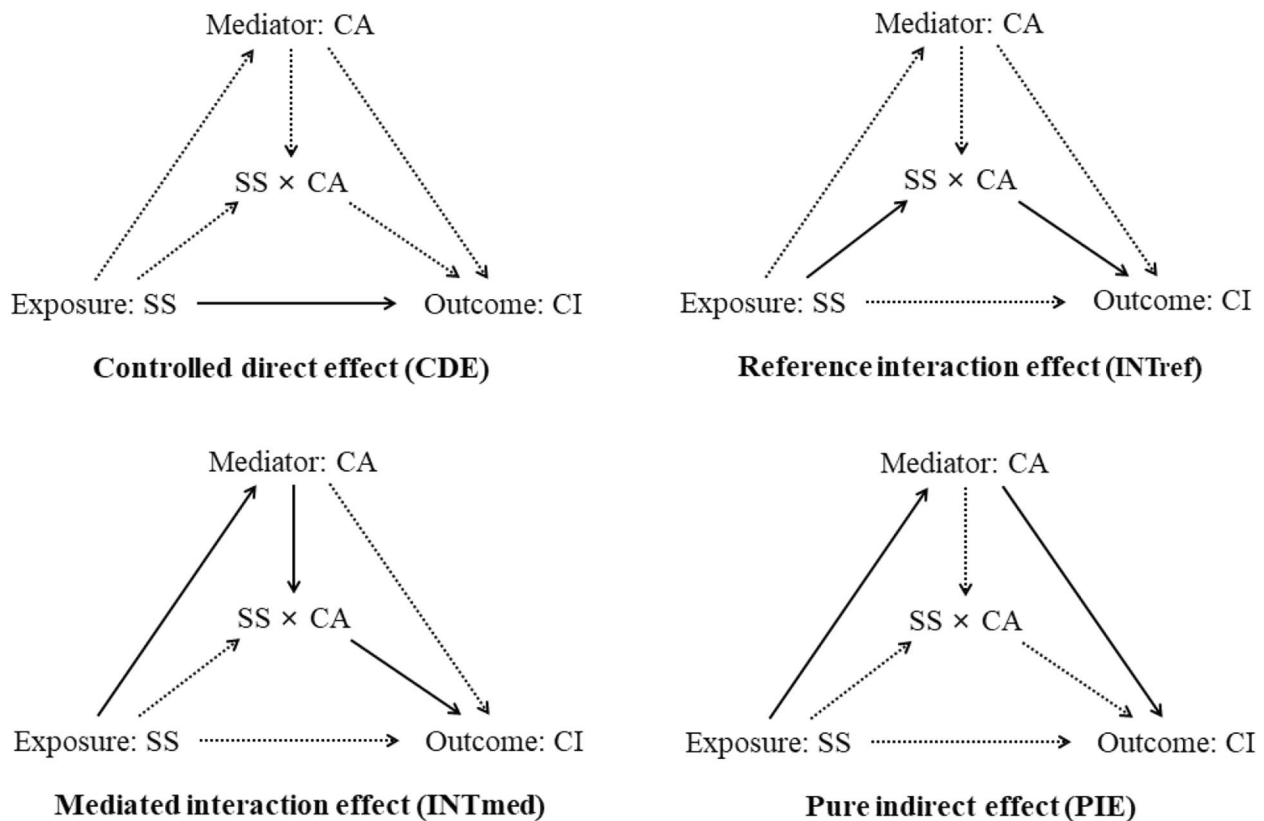 Mediator: CA
SS × CA
Exposure: SS
Outcome: CI
Controlled direct effect (CDE)
Mediator: CA
SS × CA
Exposure: SS
Outcome: CI
Reference interaction effect (INTref)
Mediator: CA
SS × CA
Exposure: SS
Outcome: CI
Mediated interaction effect (INTmed)
Mediator: CA
SS × CA
Exposure: SS
Outcome: CI
Pure indirect effect (PIE)